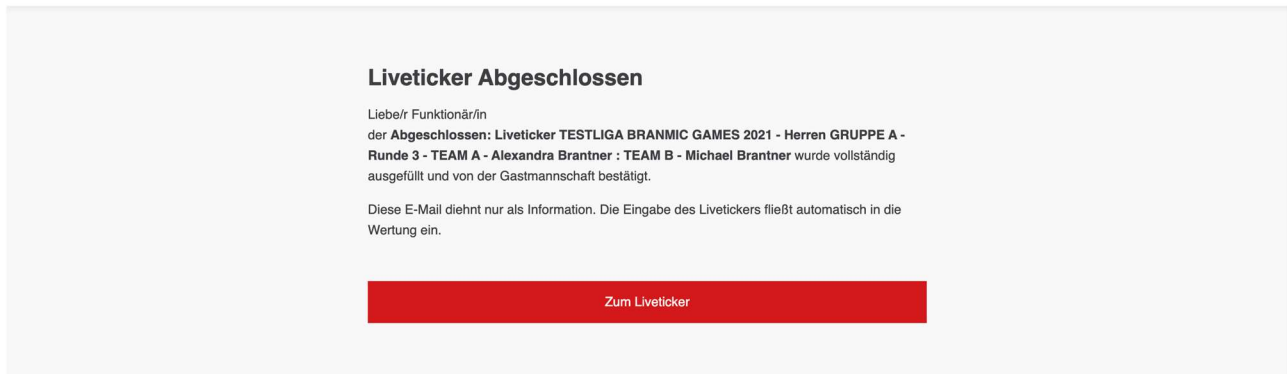 Liveticker Abgeschlossen
Liebe/r Funktionär/in
der Abgeschlossen: Liveticker TESTLIGA BRANMIC GAMES 2021 - Herren GRUPPE A -
Runde 3 - TEAM A - Alexandra Brantner : TEAM B - Michael Brantner wurde vollständig
ausgefüllt und von der Gastmannschaft bestätigt.
Diese E-Mail diehnt nur als Information. Die Eingabe des Livetickers fließt automatisch in die
Wertung ein.
Zum Liveticker